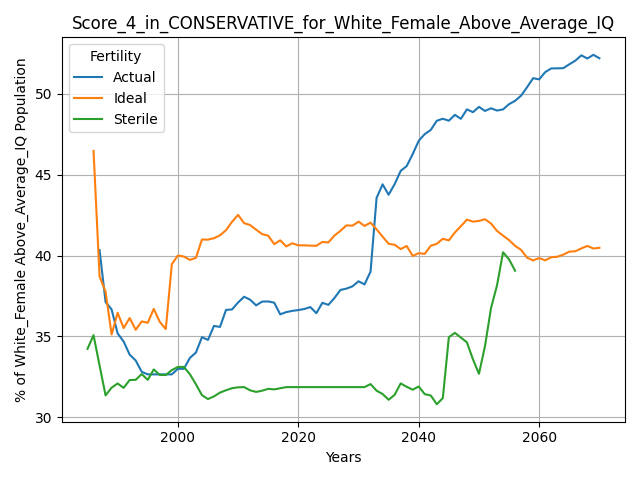 Score_4_in_CONSERVATIVE_for_White_Female_Above_Average_IQ
Fertility
Actual
Ideal
Sterile
% of White_Female Above_Average_IQ Population
50
45
40
35
30
2000
2020
2040
2060
Years